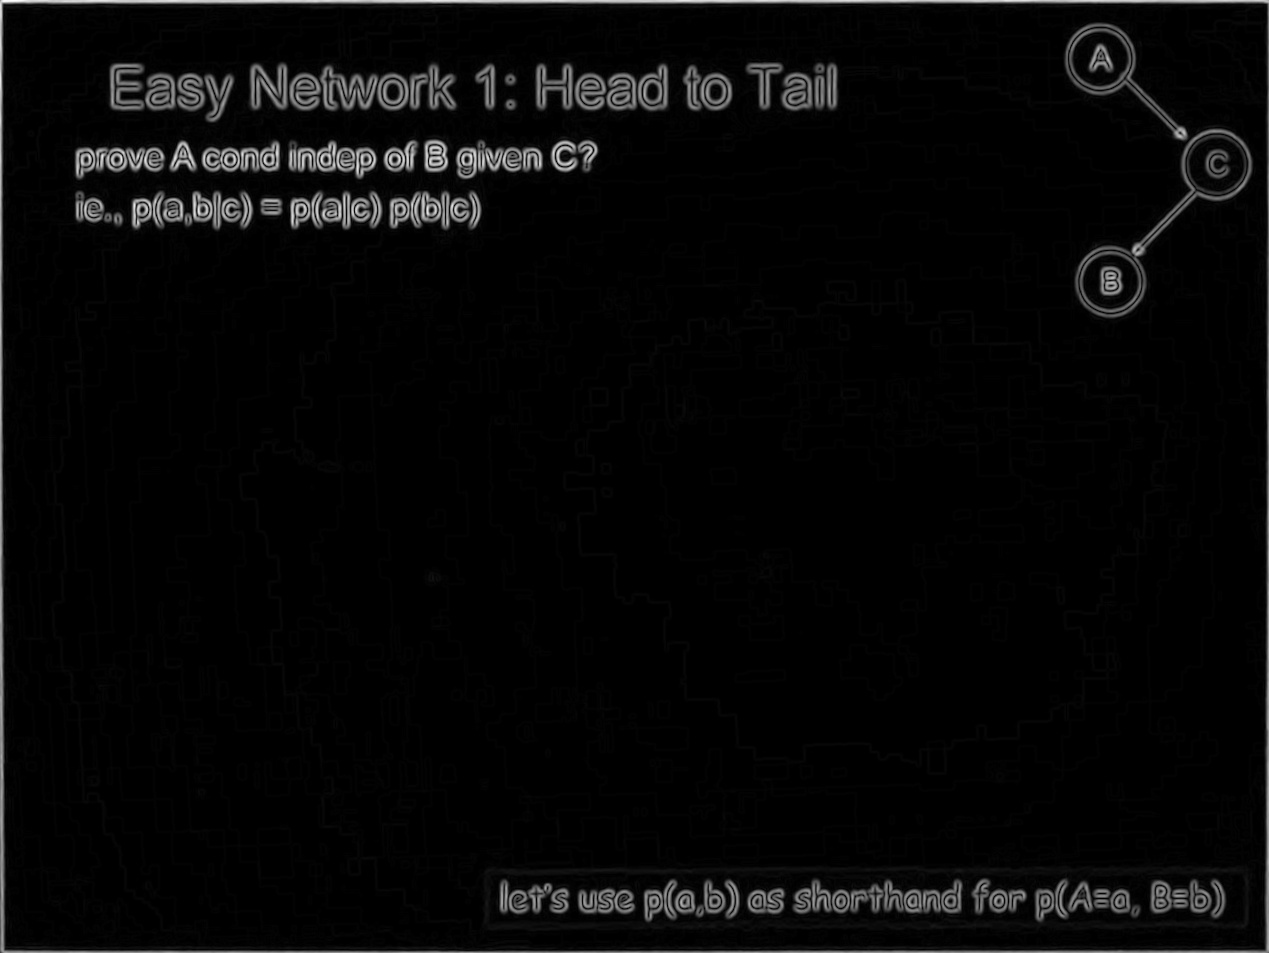 Easy Network 1: Head to Tail
prove A cond indep of B given C?
ie., p(a,b|c) = p(a|c) p(b|c)
A
C
B
let's use p(a,b) as shorthand for p(A=a, B=b)